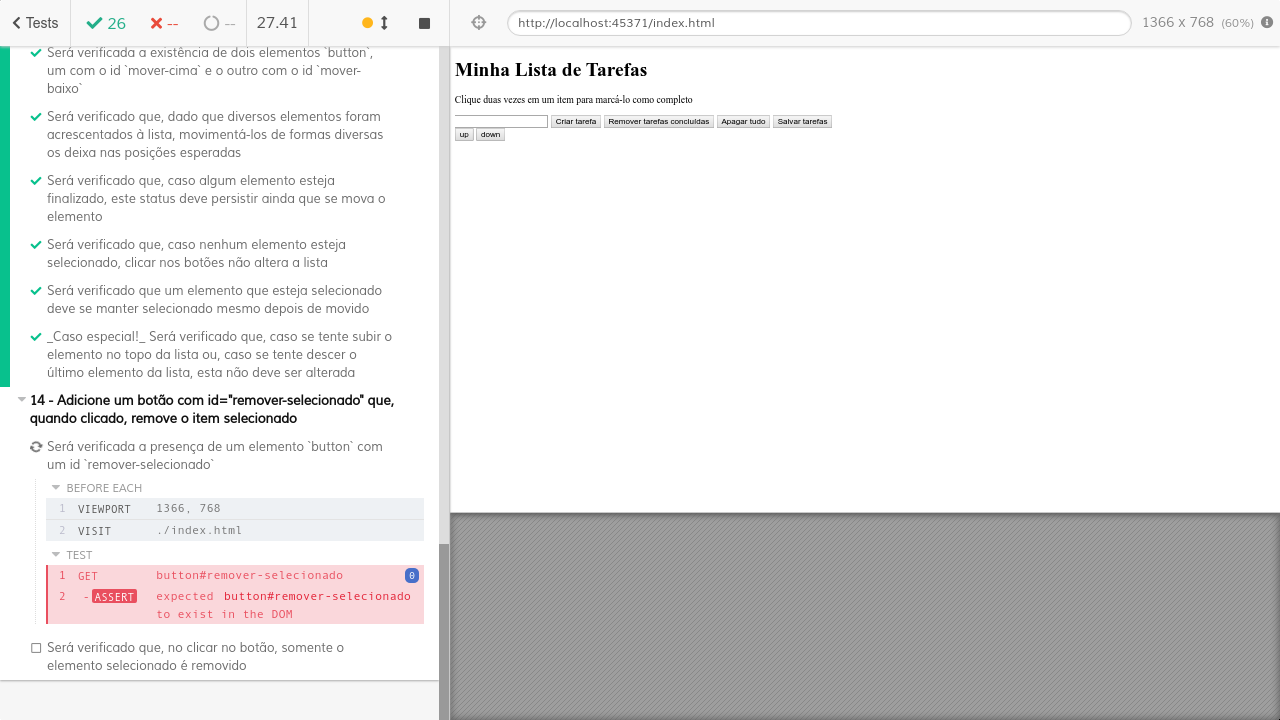 Tests
26
--
--
27.41
http://localhost:45371/index.html
1366 x 768 (60%)
Será verificada a existência de dois elementos `button`,
um com o id `mover-cima` e o outro com o id `mover-
baixo`
Será verificado que, dado que diversos elementos foram
acrescentados à lista, movimentá-los de formas diversas
os deixa nas posições esperadas
Será verificado que, caso algum elemento esteja
finalizado, este status deve persistir ainda que se mova o
elemento
Será verificado que, caso nenhum elemento esteja
selecionado, clicar nos botões não altera a lista
Será verificado que um elemento que esteja selecionado
deve se manter selecionado mesmo depois de movido
_Caso especial!_ Será verificado que, caso se tente subir o
elemento no topo da lista ou, caso se tente descer o
último elemento da lista, esta não deve ser alterada
14 - Adicione um botão com id="remover-selecionado" que,
quando clicado, remove o item selecionado
Será verificada a presença de um elemento `button` com
um id `remover-selecionado`
BEFORE EACH
1 VIEWPORT 1366, 768
2 VISIT ./index.html
TEST
1 GET button#remover-selecionado 0
2 -ASSERT expected button#remover-selecionado
to exist in the DOM
Será verificado que, no clicar no botão, somente o
elemento selecionado é removido
Minha Lista de Tarefas
Clique duas vezes em um item para marcá-lo como completo
Criar tarefa Remover tarefas concluídas Apagar tudo Salvar tarefas
up down